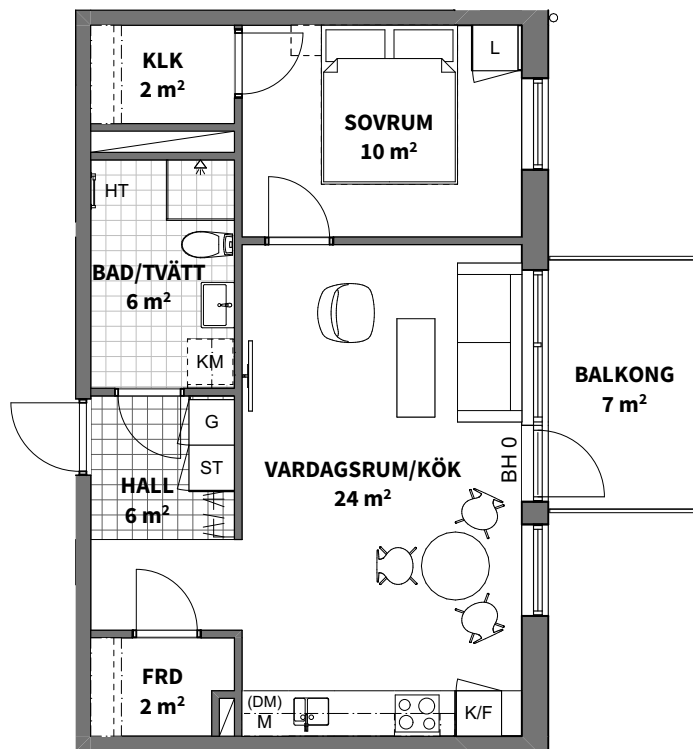 KLK
2 m²
L
SOVRUM
10 m²
HT
BAD/TVÄTT
6 m²
KM
BALKONG
7 m²
G
ST
HALL
6 m²
VARDAGSRUM/KÖK
24 m²
BH 0
FRD
2 m²
(DM)
M
K/F